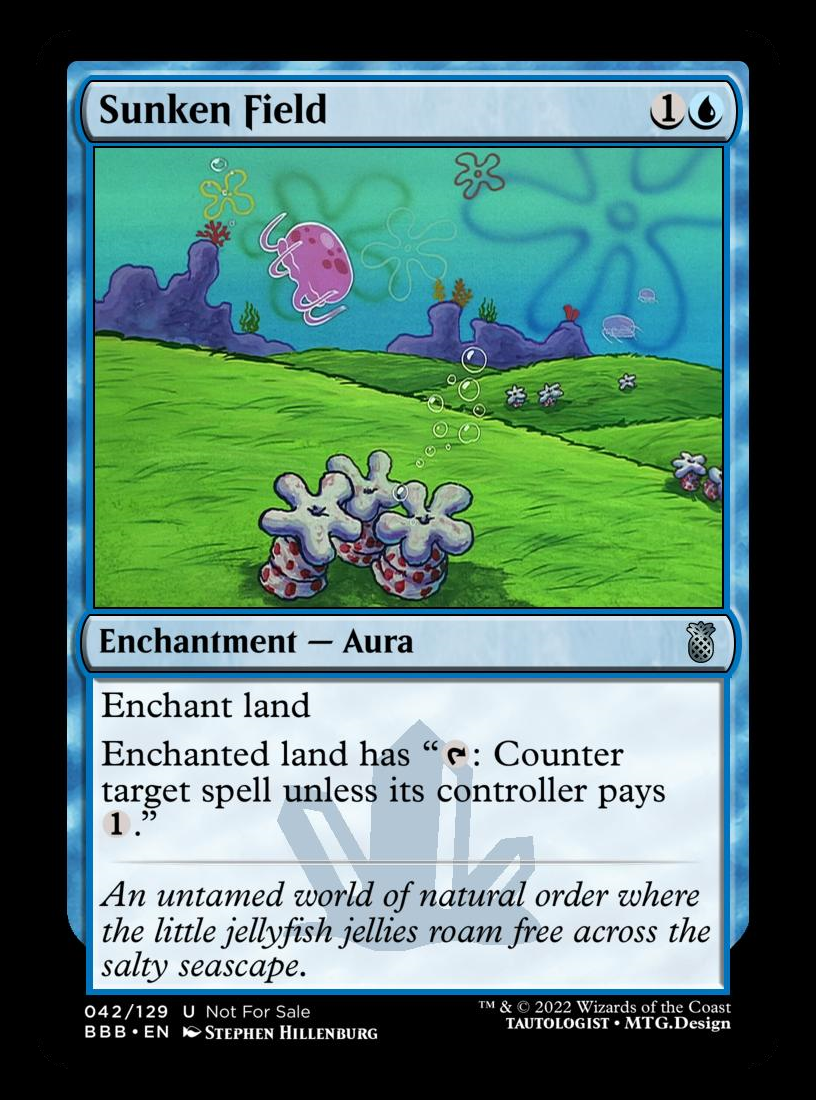 Sunken Field 1
Enchantment — Aura
Enchant land
Enchanted land has “: Counter
target spell unless its controller pays
1.”
An untamed world of natural order where
the little jellyfish jellies roam free across the
salty seascape.
042/129 U Not For Sale
BBB • EN STEPHEN HILLENBURG
™ & © 2022 Wizards of the Coast
TAUTOLOGIST • MTG.Design